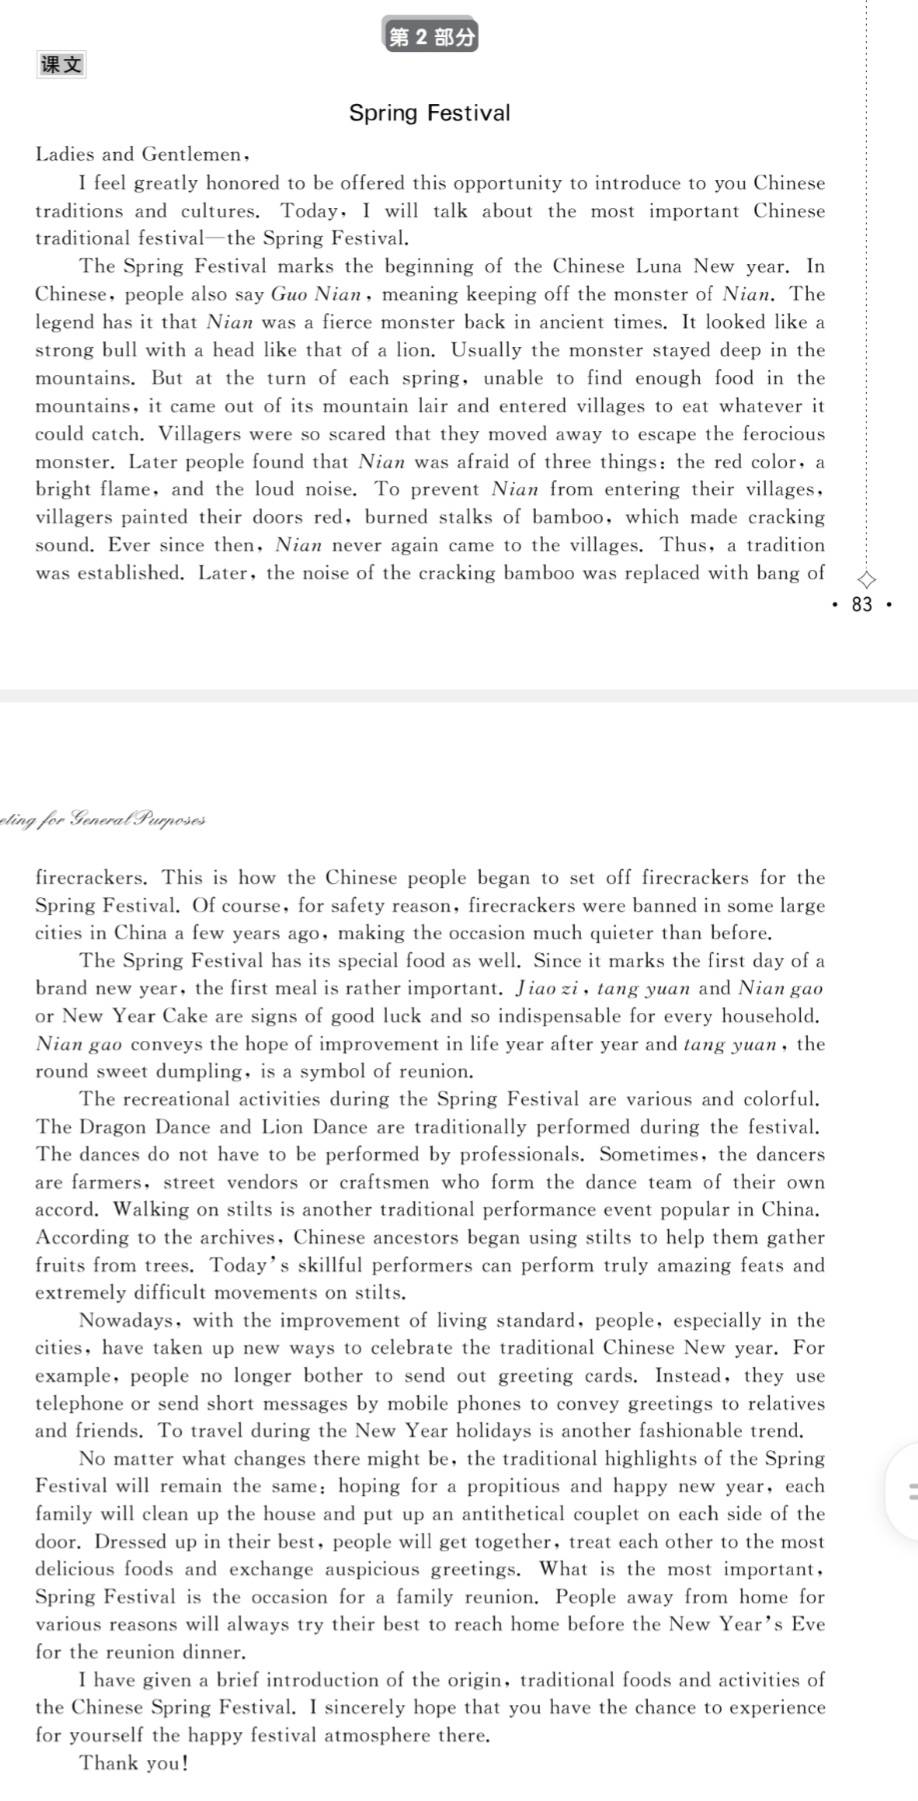 第 2 部分
课文
Spring Festival
Ladies and Gentlemen,
I feel greatly honored to be offered this opportunity to introduce to you Chinese
traditions and cultures. Today, I will talk about the most important Chinese
traditional festival—the Spring Festival.
The Spring Festival marks the beginning of the Chinese Luna New year. In
Chinese, people also say Guo Nian, meaning keeping off the monster of Nian. The
legend has it that Nian was a fierce monster back in ancient times. It looked like a
strong bull with a head like that of a lion. Usually the monster stayed deep in the
mountains. But at the turn of each spring, unable to find enough food in the
mountains, it came out of its mountain lair and entered villages to eat whatever it
could catch. Villagers were so scared that they moved away to escape the ferocious
monster. Later people found that Nian was afraid of three things: the red color, a
bright flame, and the loud noise. To prevent Nian from entering their villages,
villagers painted their doors red, burned stalks of bamboo, which made cracking
sound. Ever since then, Nian never again came to the villages. Thus, a tradition
was established. Later, the noise of the cracking bamboo was replaced with bang of
• 83 •
eting for General Purposes
firecrackers. This is how the Chinese people began to set off firecrackers for the
Spring Festival. Of course, for safety reason, firecrackers were banned in some large
cities in China a few years ago, making the occasion much quieter than before.
The Spring Festival has its special food as well. Since it marks the first day of a
brand new year, the first meal is rather important. Jiao zi, tang yuan and Nian gao
or New Year Cake are signs of good luck and so indispensable for every household.
Nian gao conveys the hope of improvement in life year after year and tang yuan, the
round sweet dumpling, is a symbol of reunion.
The recreational activities during the Spring Festival are various and colorful.
The Dragon Dance and Lion Dance are traditionally performed during the festival.
The dances do not have to be performed by professionals. Sometimes, the dancers
are farmers, street vendors or craftsmen who form the dance team of their own
accord. Walking on stilts is another traditional performance event popular in China.
According to the archives, Chinese ancestors began using stilts to help them gather
fruits from trees. Today's skillful performers can perform truly amazing feats and
extremely difficult movements on stilts.
Nowadays, with the improvement of living standard, people, especially in the
cities, have taken up new ways to celebrate the traditional Chinese New year. For
example, people no longer bother to send out greeting cards. Instead, they use
telephone or send short messages by mobile phones to convey greetings to relatives
and friends. To travel during the New Year holidays is another fashionable trend.
No matter what changes there might be, the traditional highlights of the Spring
Festival will remain the same: hoping for a propitious and happy new year, each
family will clean up the house and put up an antithetical couplet on each side of the
door. Dressed up in their best, people will get together, treat each other to the most
delicious foods and exchange auspicious greetings. What is the most important,
Spring Festival is the occasion for a family reunion. People away from home for
various reasons will always try their best to reach home before the New Year's Eve
for the reunion dinner.
I have given a brief introduction of the origin, traditional foods and activities of
the Chinese Spring Festival. I sincerely hope that you have the chance to experience
for yourself the happy festival atmosphere there.
Thank you!